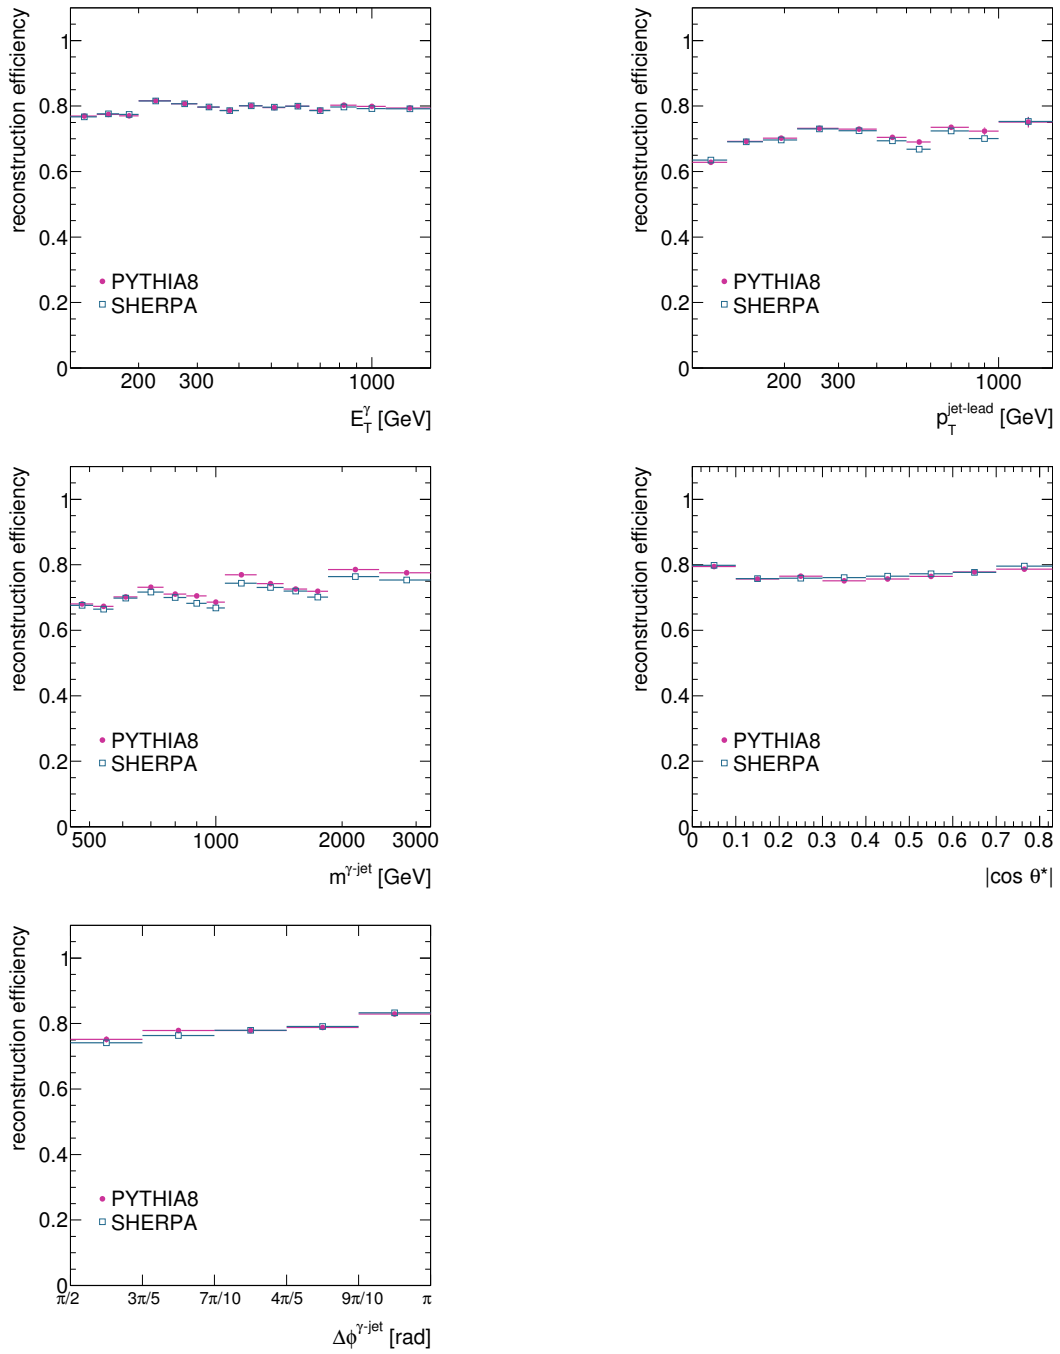 reconstruction efficiency
1
0.8
0.6
0.4
0.2
0
PYTHIA8
SHERPA
200 300 1000
E_T^γ [GeV]
reconstruction efficiency
1
0.8
0.6
0.4
0.2
0
PYTHIA8
SHERPA
200 300 1000
p_T^jet-lead [GeV]
reconstruction efficiency
1
0.8
0.6
0.4
0.2
0
PYTHIA8
SHERPA
500 1000 2000 3000
m^γ-jet [GeV]
reconstruction efficiency
1
0.8
0.6
0.4
0.2
0
PYTHIA8
SHERPA
0 0.1 0.2 0.3 0.4 0.5 0.6 0.7 0.8
|cos θ*|
reconstruction efficiency
1
0.8
0.6
0.4
0.2
0
PYTHIA8
SHERPA
π/2 3π/5 7π/10 4π/5 9π/10 π
Δϕ^γ-jet [rad]